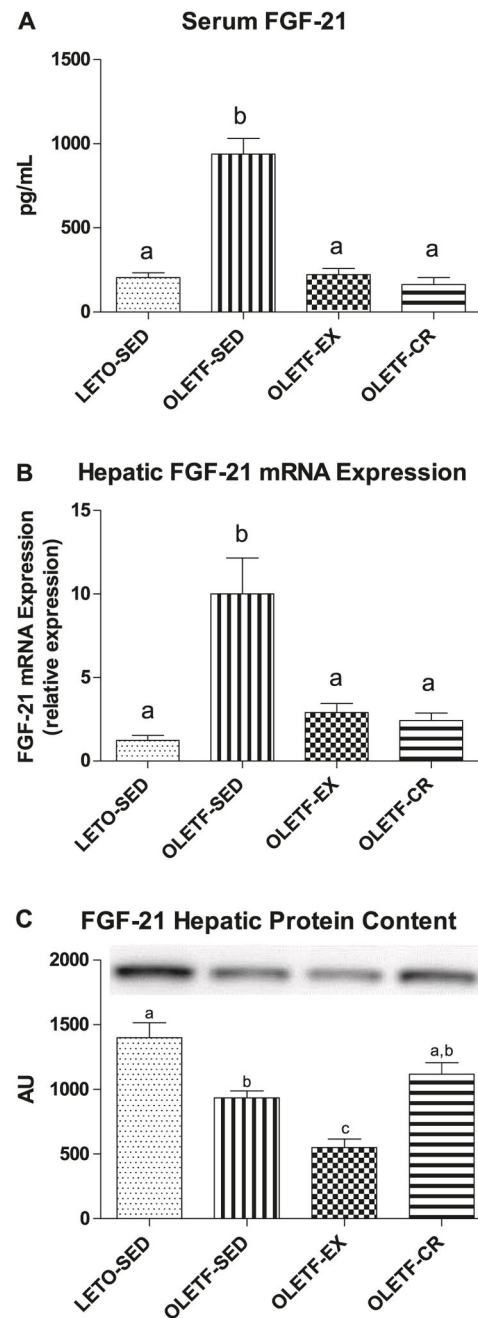 A Serum FGF-21
1500
1000
500
0
pg/mL
a
b
a
a
LETO-SED
OLETF-SED
OLETF-EX
OLETF-CR
B Hepatic FGF-21 mRNA Expression
15
10
5
0
FGF-21 mRNA Expression
(relative expression)
a
b
a
a
LETO-SED
OLETF-SED
OLETF-EX
OLETF-CR
C FGF-21 Hepatic Protein Content
2000
1500
1000
500
0
AU
a
b
c
a,b
LETO-SED
OLETF-SED
OLETF-EX
OLETF-CR